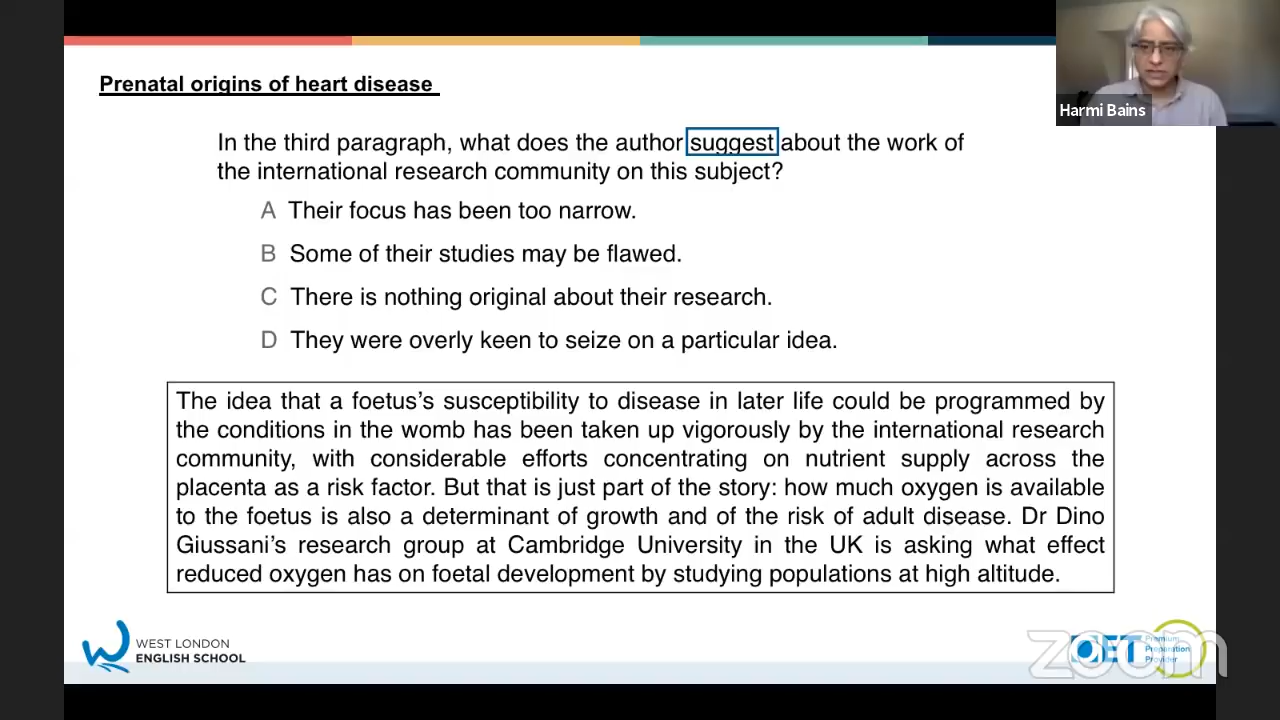 Prenatal origins of heart disease
Harmi Bains
In the third paragraph, what does the author suggest about the work of
the international research community on this subject?
A Their focus has been too narrow.
B Some of their studies may be flawed.
C There is nothing original about their research.
D They were overly keen to seize on a particular idea.
The idea that a foetus's susceptibility to disease in later life could be programmed by
the conditions in the womb has been taken up vigorously by the international research
community, with considerable efforts concentrating on nutrient supply across the
placenta as a risk factor. But that is just part of the story: how much oxygen is available
to the foetus is also a determinant of growth and of the risk of adult disease. Dr Dino
Giussani's research group at Cambridge University in the UK is asking what effect
reduced oxygen has on foetal development by studying populations at high altitude.
WEST LONDON
ENGLISH SCHOOL
OET
Premium
Preparation
Provider
zoom